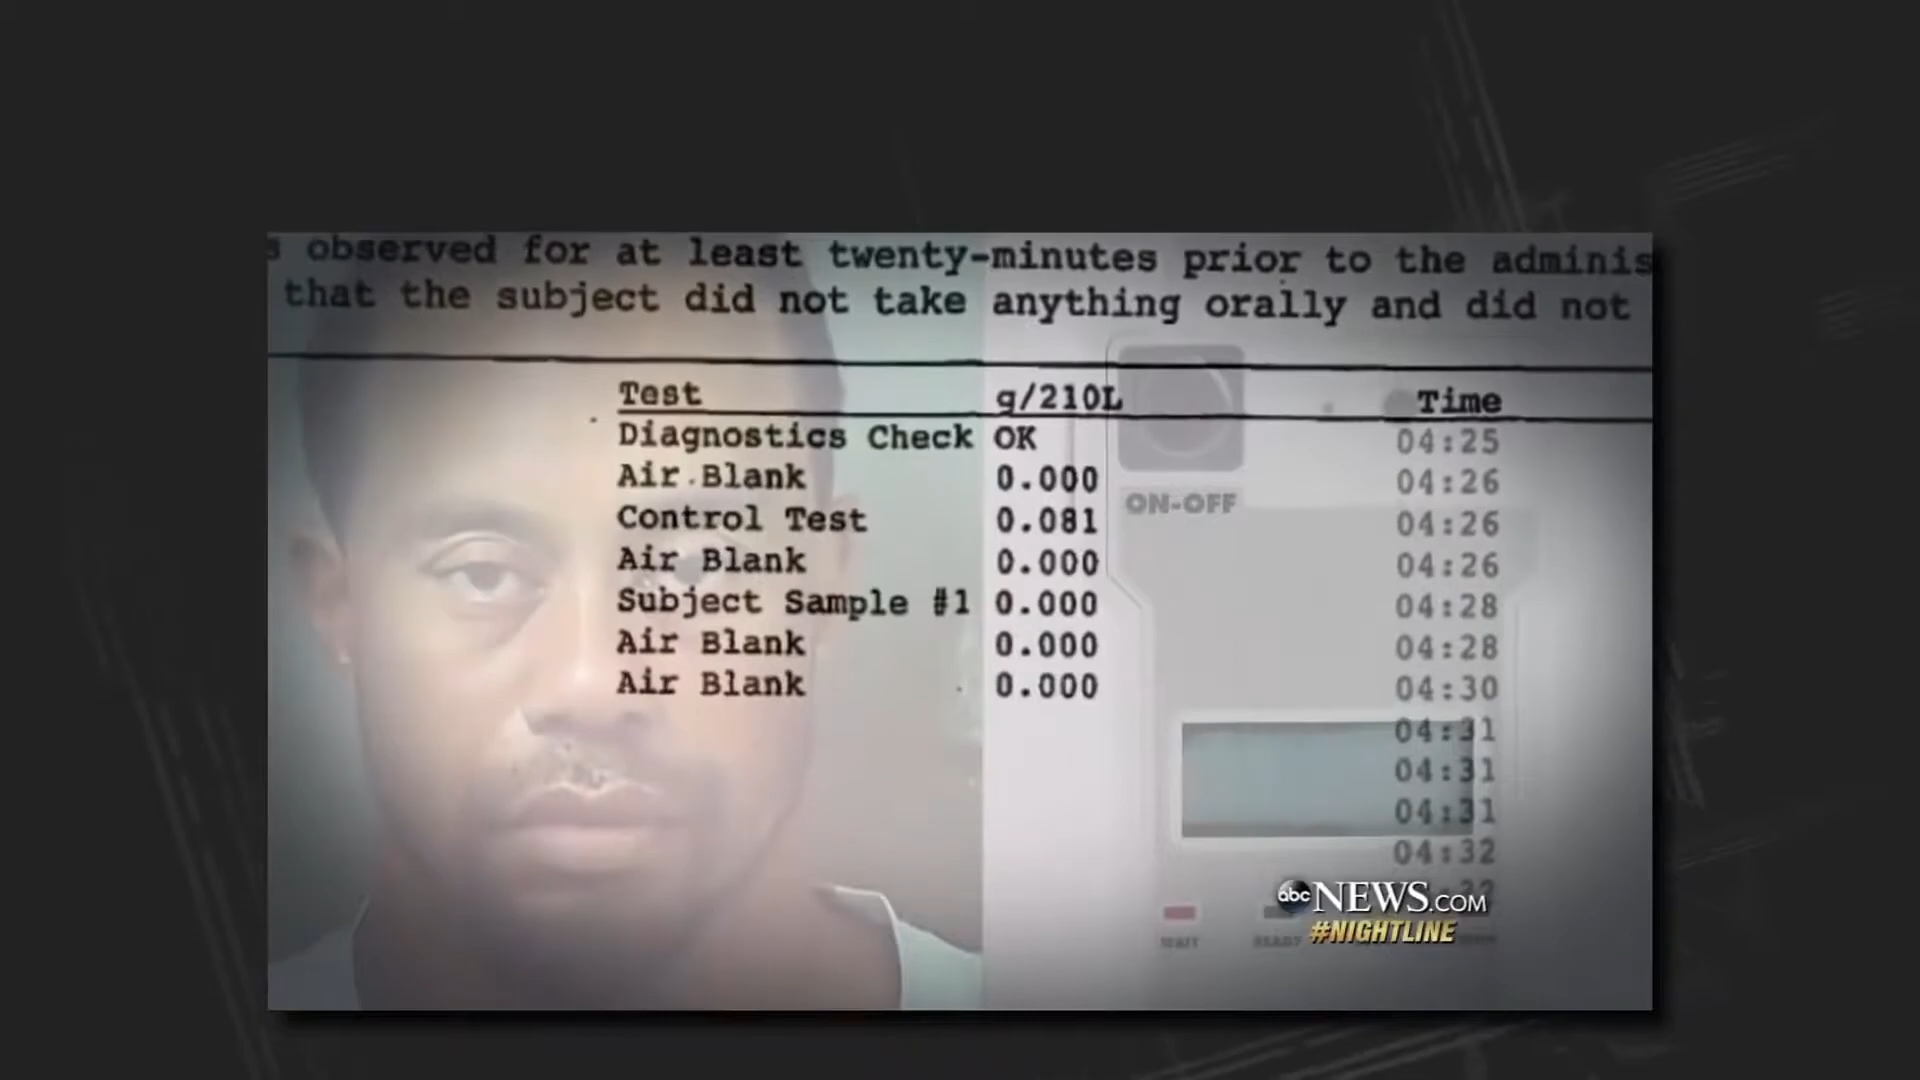 observed for at least twenty-minutes prior to the adminis
that the subject did not take anything orally and did not
Test g/210L Time
Diagnostics Check OK 04:25
Air Blank 0.000 04:26
Control Test 0.081 04:26
Air Blank 0.000 04:26
Subject Sample #1 0.000 04:28
Air Blank 0.000 04:28
Air Blank 0.000 04:30
04:31
04:31
04:31
04:32
ON-OFF
WAIT READY
abc NEWS.COM
#NIGHTLINE